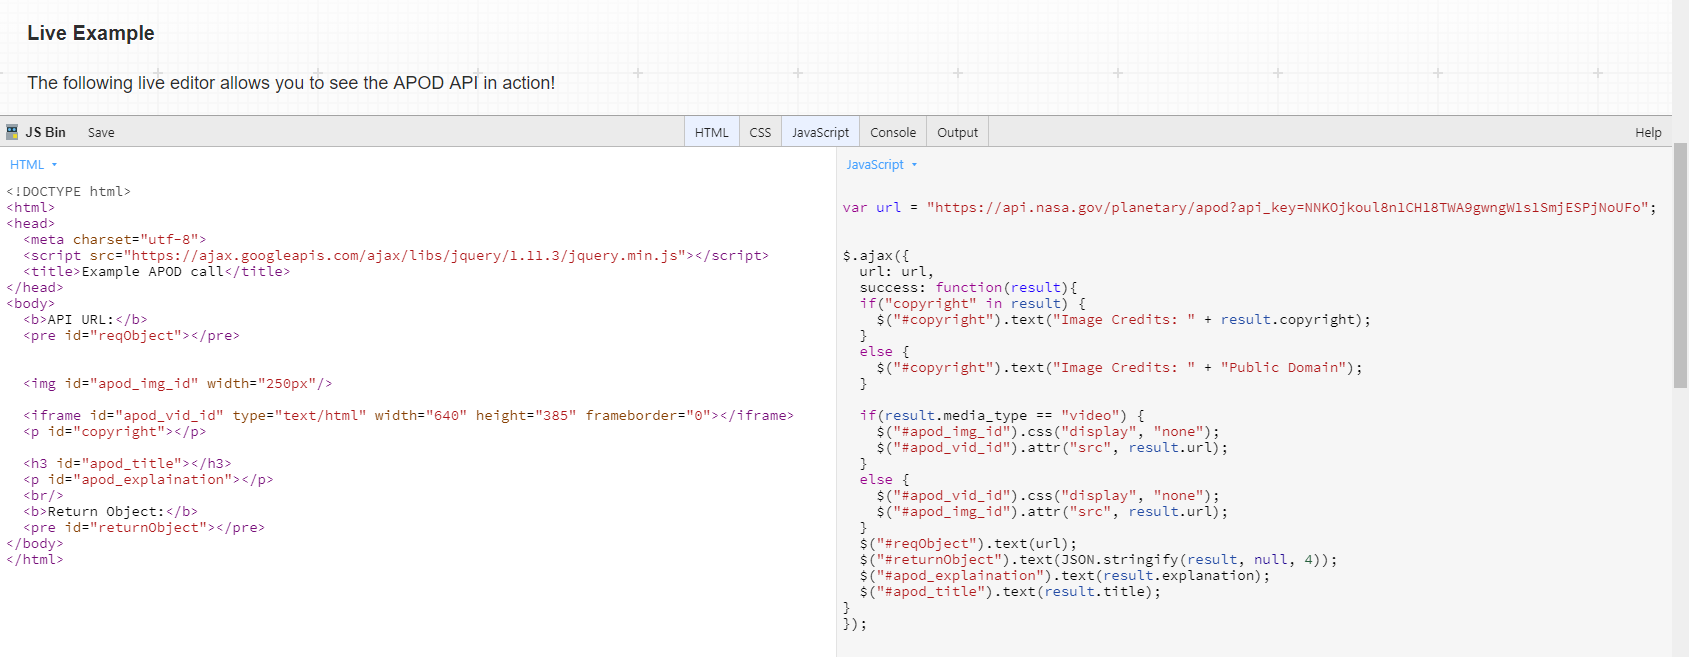 Live Example
The following live editor allows you to see the APOD API in action!
JS Bin Save HTML CSS JavaScript Console Output Help
HTML
<!DOCTYPE html>
<html>
<head>
  <meta charset="utf-8">
  <script src="https://ajax.googleapis.com/ajax/libs/jquery/1.11.3/jquery.min.js"></script>
  <title>Example APOD call</title>
</head>
<body>
  <b>API URL:</b>
  <pre id="reqObject"></pre>
  <img id="apod_img_id" width="250px"/>
  <iframe id="apod_vid_id" type="text/html" width="640" height="385" frameborder="0"></iframe>
  <p id="copyright"></p>
  <h3 id="apod_title"></h3>
  <p id="apod_explaination"></p>
  <br/>
  <b>Return Object:</b>
  <pre id="returnObject"></pre>
</body>
</html>
JavaScript
var url = "https://api.nasa.gov/planetary/apod?api_key=NNKOjkoul8n1CH18TWA9gwngW1s1SmjESPjNoUFo";
$.ajax({
  url: url,
  success: function(result){
  if("copyright" in result) {
    $("#copyright").text("Image Credits: " + result.copyright);
  }
  else {
    $("#copyright").text("Image Credits: " + "Public Domain");
  }
  if(result.media_type == "video") {
    $("#apod_img_id").css("display", "none");
    $("#apod_vid_id").attr("src", result.url);
  }
  else {
    $("#apod_vid_id").css("display", "none");
    $("#apod_img_id").attr("src", result.url);
  }
  $("#reqObject").text(url);
  $("#returnObject").text(JSON.stringify(result, null, 4));
  $("#apod_explaination").text(result.explanation);
  $("#apod_title").text(result.title);
}
});